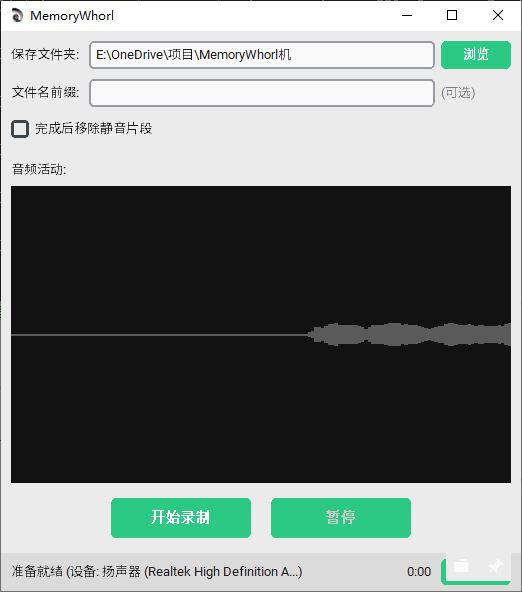 MemoryWhorl
保存文件夹: E:\OneDrive\项目\MemoryWhorl机 浏览
文件名前缀: (可选)
完成后移除静音片段
音频活动:
开始录制 暂停
准备就绪 (设备: 扬声器 (Realtek High Definition A...) 0:00